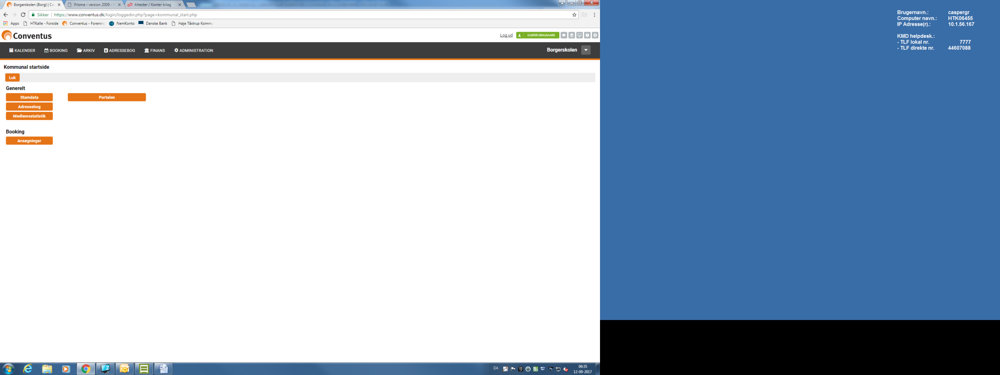 Borgerskolen (Borg) | Co
Prisme - version 2009 - F
Attester / Konter bilag
Sikker
https://www.conventus.dk/login/loggedin.php?page=kommunal_start.php
Apps
HTKalle - Forside
Conventus - Forening
NemKonto
Danske Bank
Høje Tåstrup Kommu
Conventus
Log ud
CASPER GRAUGAARD
KALENDER
BOOKING
ARKIV
ADRESSEBOG
FINANS
ADMINISTRATION
Borgerskolen
Kommunal startside
Luk
Generelt
Stamdata
Portalen
Adressebog
Medlemsstatistik
Booking
Ansøgninger
DA
09:35
12-09-2017
Brugernavn.: caspergr
Computer navn.: HTK06455
IP Adresse(r).: 10.1.56.167
KMD helpdesk.:
- TLF lokal nr. 7777
- TLF direkte nr. 44607088